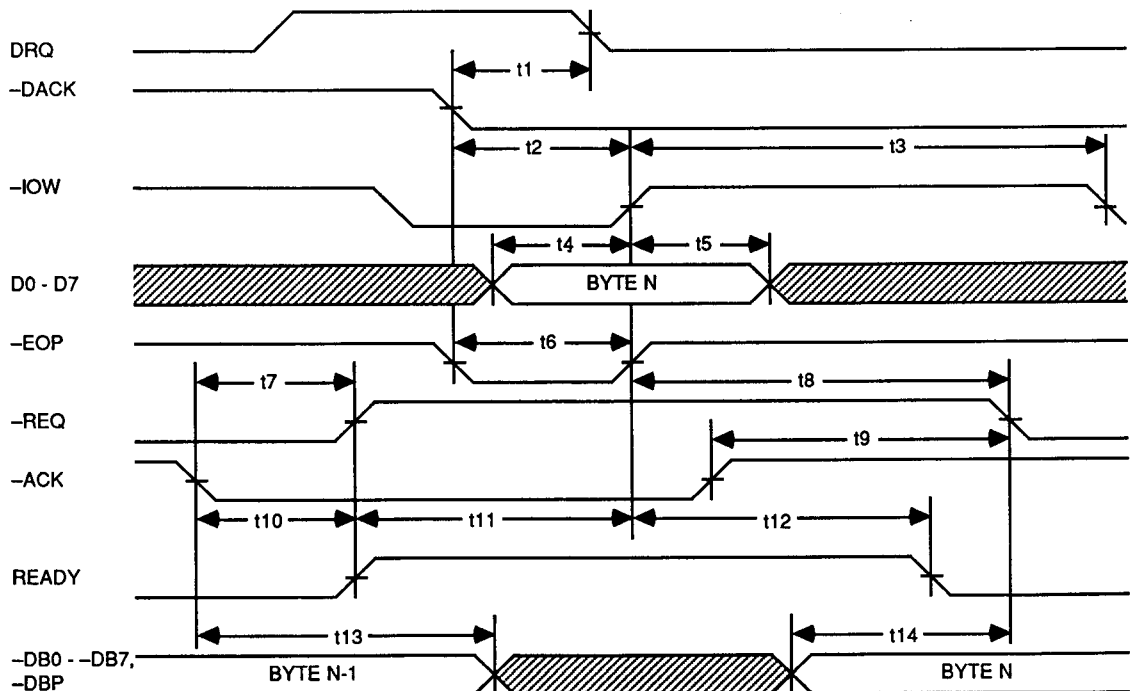 DRQ
t1
–DACK
t2
t3
–IOW
t4
t5
D0 - D7
BYTE N
–EOP
t6
t7
t8
–REQ
t9
–ACK
t10
t11
t12
READY
t13
t14
–DB0 - –DB7,
–DBP
BYTE N-1
BYTE N